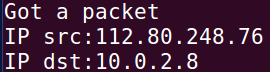 Got a packet
IP src:112.80.248.76
IP dst:10.0.2.8